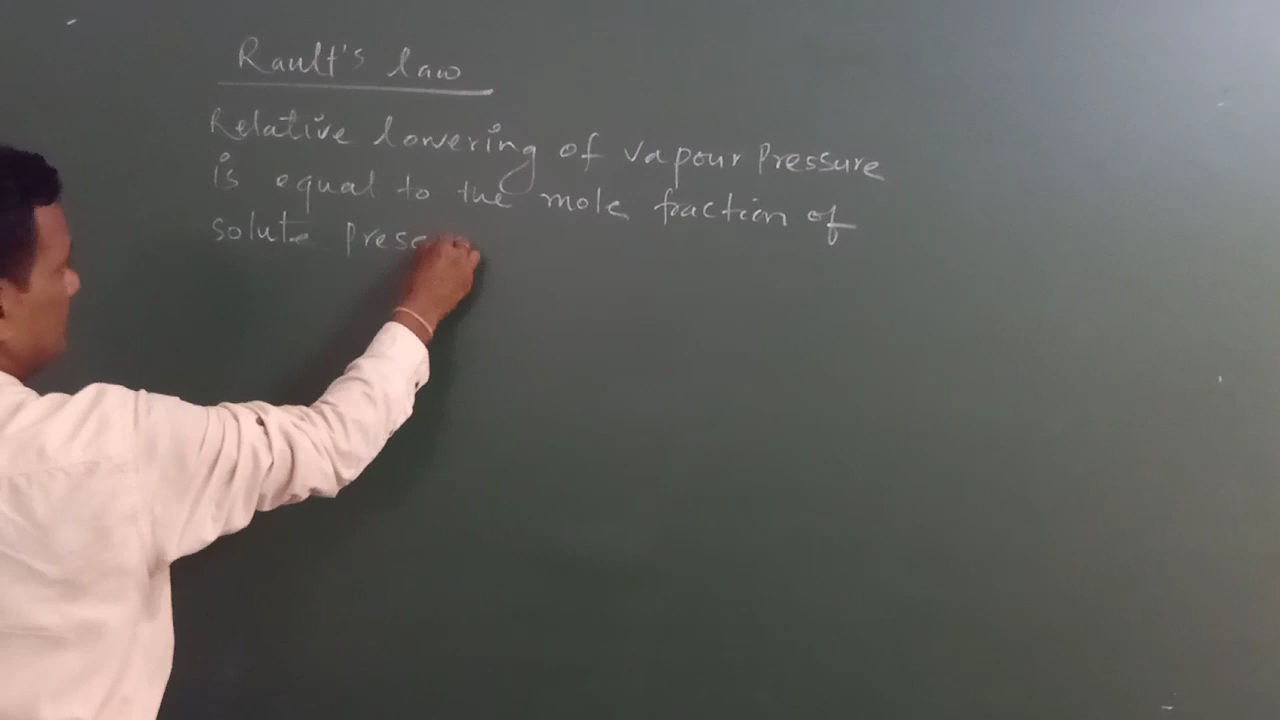 Rault's law
Relative lowering of vapour Pressure
is equal to the mole fraction of
solute